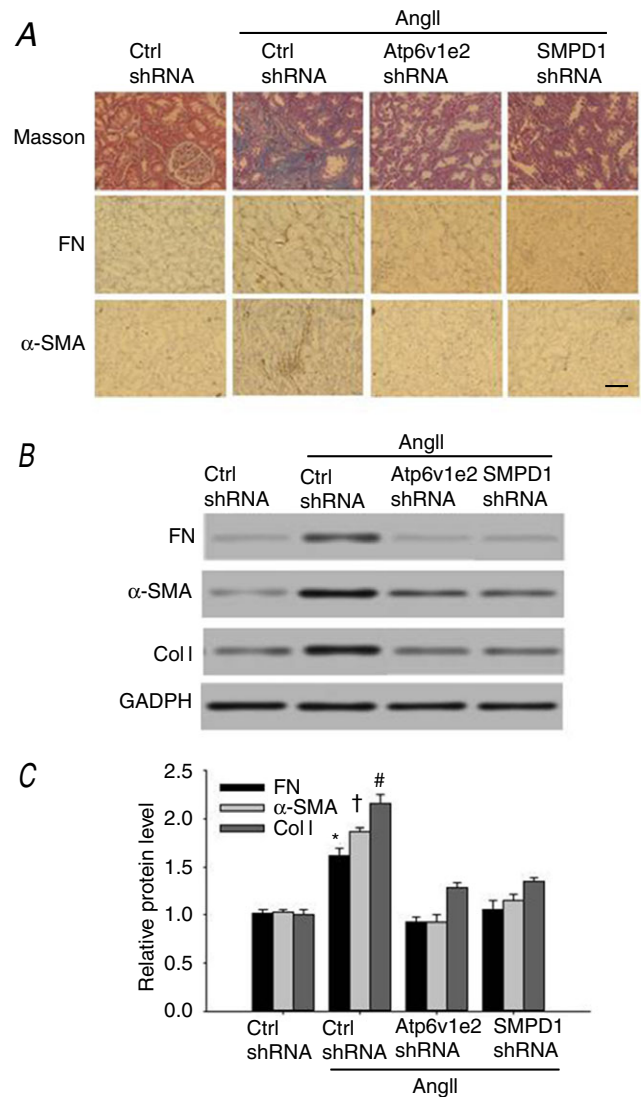 A
AngII
Ctrl shRNA
Ctrl shRNA
Atp6v1e2 shRNA
SMPD1 shRNA
Masson
FN
α-SMA
B
AngII
Ctrl shRNA
Ctrl shRNA
Atp6v1e2 shRNA
SMPD1 shRNA
FN
α-SMA
Col I
GADPH
C
Relative protein level
2.5
2.0
1.5
1.0
0.5
0.0
FN
α-SMA
Col I
*
†
#
Ctrl shRNA
Ctrl shRNA
Atp6v1e2 shRNA
SMPD1 shRNA
AngII